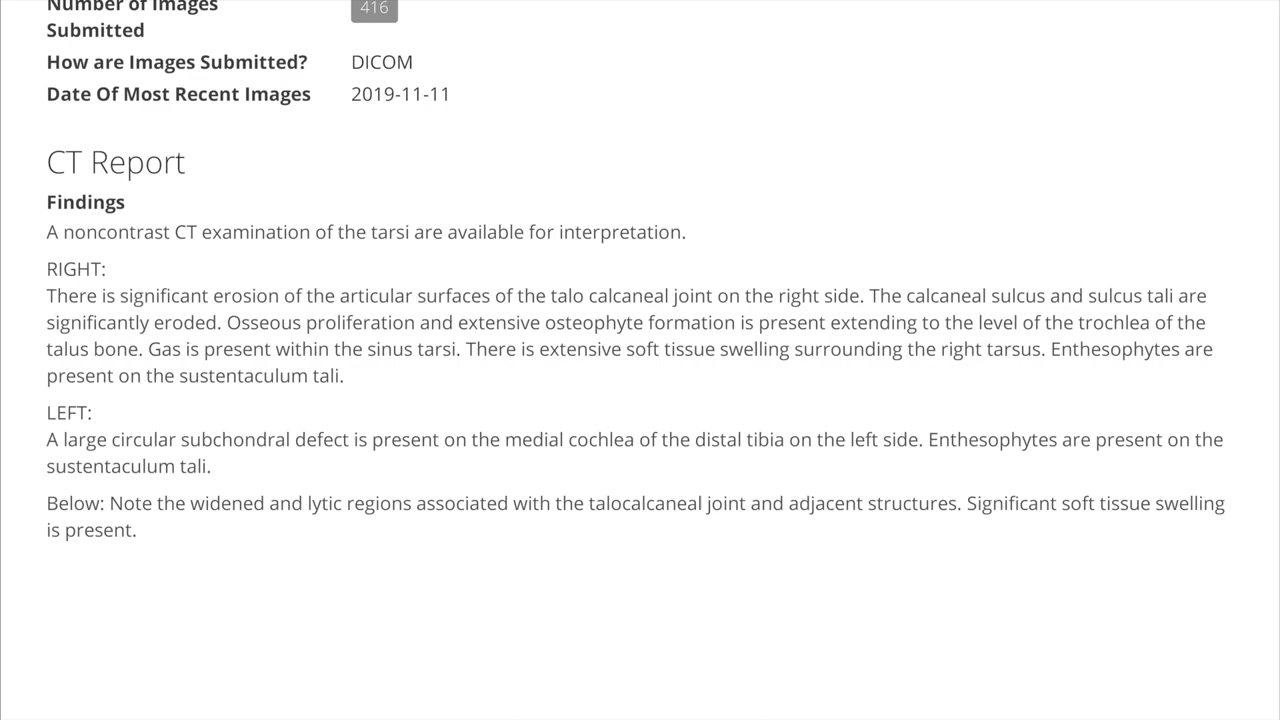 Number of Images
416
Submitted
How are Images Submitted?
DICOM
Date Of Most Recent Images
2019-11-11
CT Report
Findings
A noncontrast CT examination of the tarsi are available for interpretation.
RIGHT:
There is significant erosion of the articular surfaces of the talo calcaneal joint on the right side. The calcaneal sulcus and sulcus tali are
significantly eroded. Osseous proliferation and extensive osteophyte formation is present extending to the level of the trochlea of the
talus bone. Gas is present within the sinus tarsi. There is extensive soft tissue swelling surrounding the right tarsus. Enthesophytes are
present on the sustentaculum tali.
LEFT:
A large circular subchondral defect is present on the medial cochlea of the distal tibia on the left side. Enthesophytes are present on the
sustentaculum tali.
Below: Note the widened and lytic regions associated with the talocalcaneal joint and adjacent structures. Significant soft tissue swelling
is present.